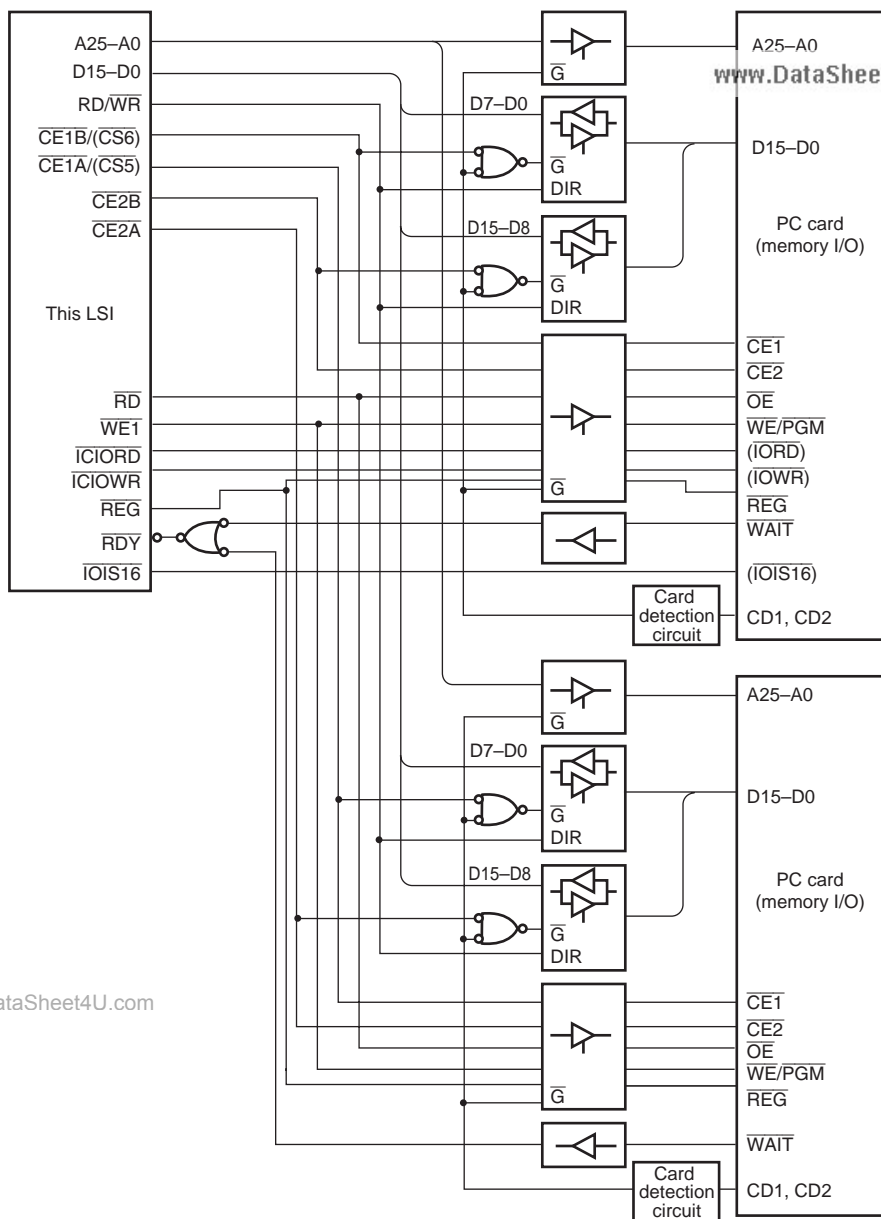 A25–A0
D15–D0
RD/WR
CE1B/(CS6)
CE1A/(CS5)
CE2B
CE2A
This LSI
RD
WE1
ICIORD
ICIOWR
REG
RDY
IOIS16
G
D7–D0
G
DIR
D15–D8
G
DIR
G
A25–A0
www.DataShee
D15–D0
PC card
(memory I/O)
CE1
CE2
OE
WE/PGM
(IORD)
(IOWR)
REG
WAIT
(IOIS16)
Card
detection
circuit
CD1, CD2
G
D7–D0
G
DIR
D15–D8
G
DIR
G
A25–A0
D15–D0
PC card
(memory I/O)
CE1
CE2
OE
WE/PGM
REG
WAIT
Card
detection
circuit
CD1, CD2
ataSheet4U.com